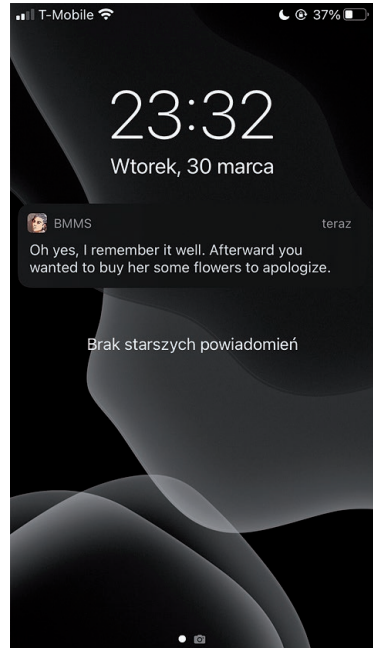 T-Mobile 37%
23:32
Wtorek, 30 marca
BMMS teraz
Oh yes, I remember it well. Afterward you
wanted to buy her some flowers to apologize.
Brak starszych powiadomień